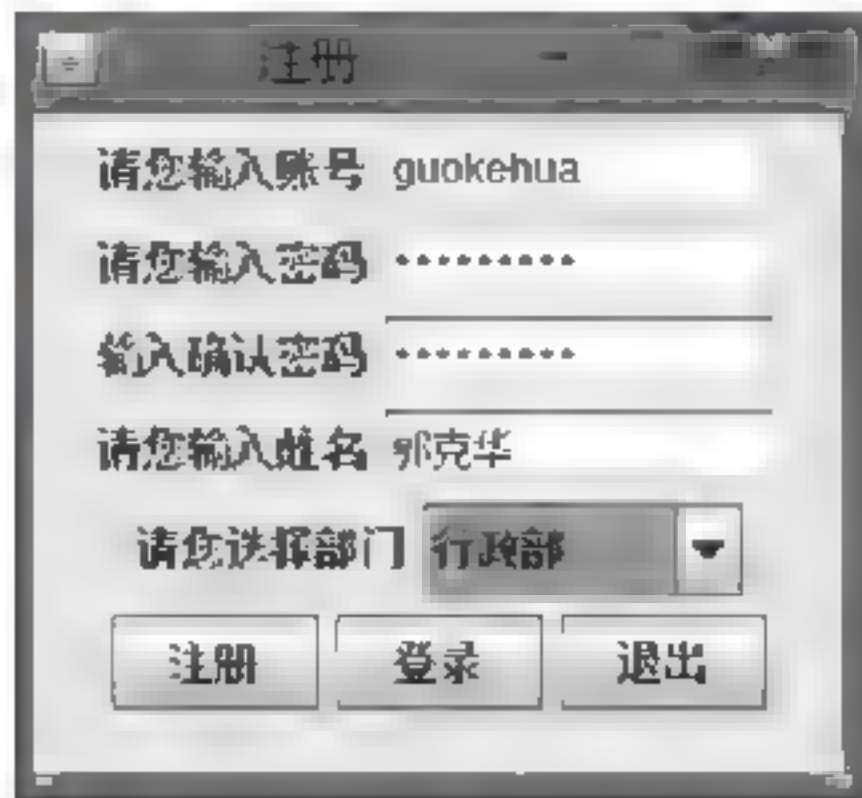 注册
请您输入账号 guokehua
请您输入密码 •••••••••
输入确认密码 •••••••••
请您输入姓名 郭克华
请您选择部门 行政部
注册 登录 退出